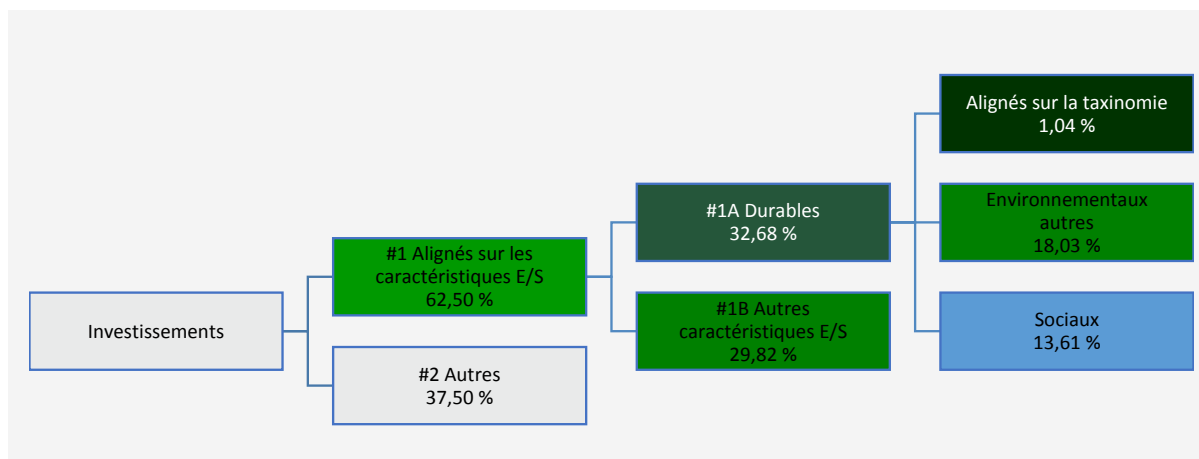 Investissements
#1 Alignés sur les
caractéristiques E/S
62,50 %
#2 Autres
37,50 %
#1A Durables
32,68 %
#1B Autres
caractéristiques E/S
29,82 %
Alignés sur la taxinomie
1,04 %
Environnementaux
autres
18,03 %
Sociaux
13,61 %